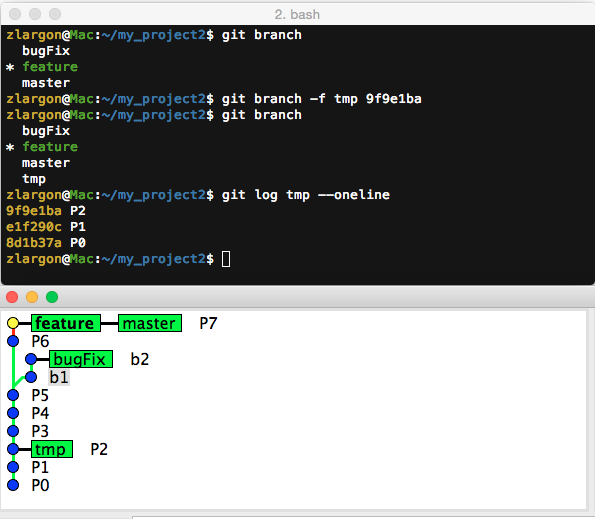 2. bash
zlargon@Mac:~/my_project2$ git branch
bugFix
* feature
master
zlargon@Mac:~/my_project2$ git branch -f tmp 9f9e1ba
zlargon@Mac:~/my_project2$ git branch
bugFix
* feature
master
tmp
zlargon@Mac:~/my_project2$ git log tmp --oneline
9f9e1ba P2
e1f290c P1
8d1b37a P0
zlargon@Mac:~/my_project2$
feature master P7
P6
bugFix b2
b1
P5
P4
P3
tmp P2
P1
P0